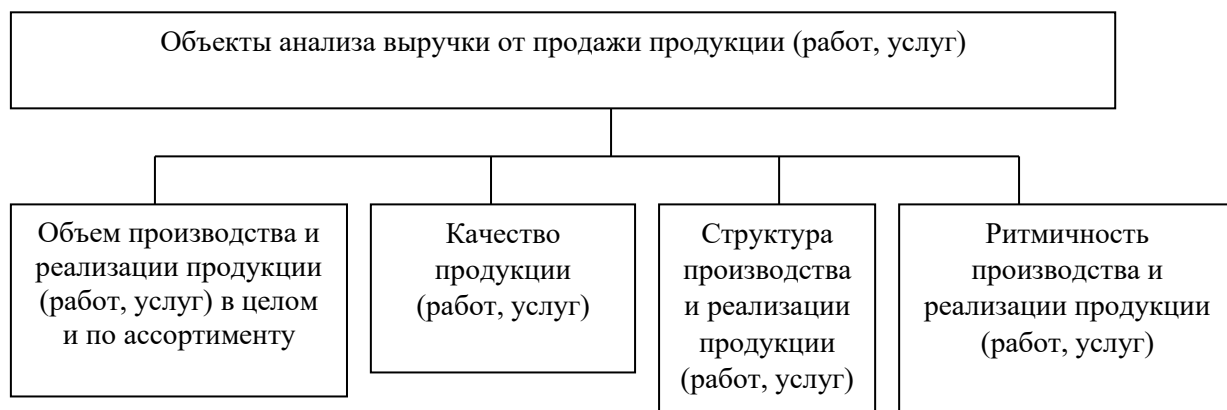 Объекты анализа выручки от продажи продукции (работ, услуг)
Объем производства и
реализации продукции
(работ, услуг) в целом
и по ассортименту
Качество
продукции
(работ, услуг)
Структура
производства
и реализации
продукции
(работ, услуг)
Ритмичность
производства и
реализации продукции
(работ, услуг)